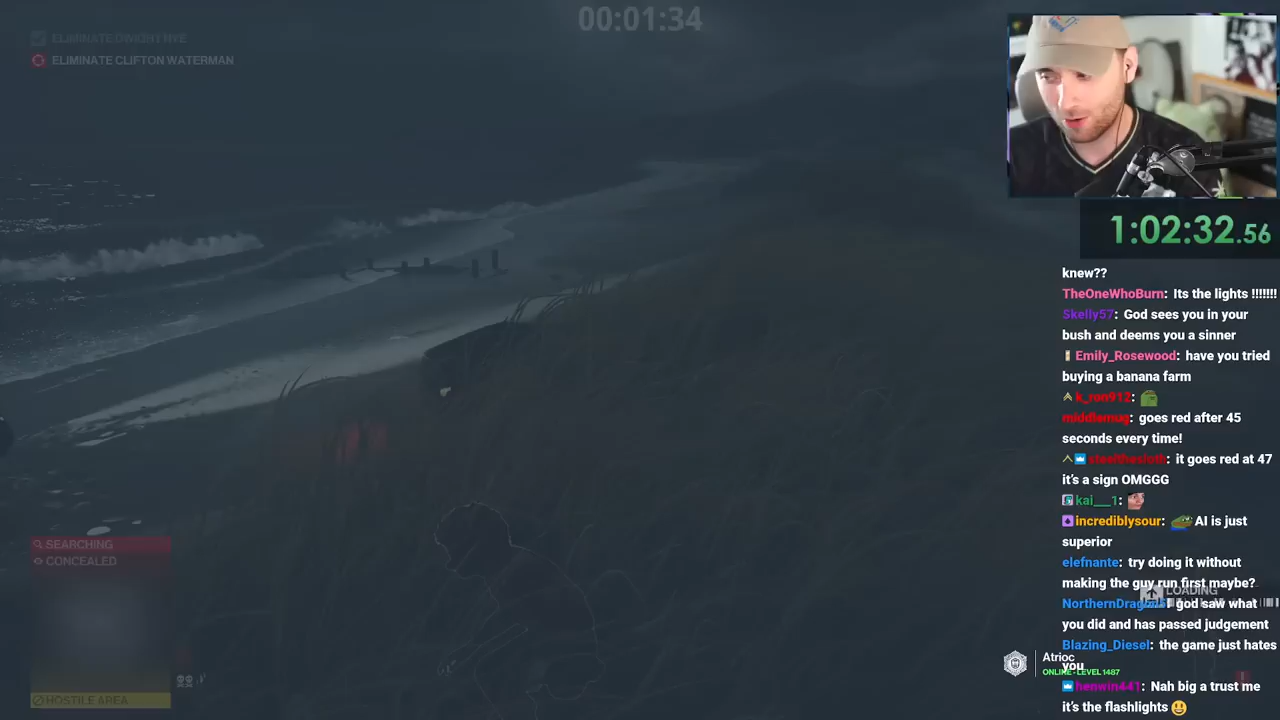 00:01:34
ELIMINATE DWIGHT NYE
ELIMINATE CLIFTON WATERMAN
1:02:32.56
knew??
TheOneWhoBurn: Its the lights !!!!!!!
Skelly57: God sees you in your
bush and deems you a sinner
Emily_Rosewood: have you tried
buying a banana farm
k_ron912:
middlemug: goes red after 45
seconds every time!
steelthesloth: it goes red at 47
it's a sign OMGGG
kai__1:
incrediblysour: AI is just
superior
elefnante: try doing it without
making the guy run first maybe?
LOADING
god saw what
you did and has passed judgement
Blazing_Diesel: the game just hates
you
henwin441: Nah big a trust me
it's the flashlights
SEARCHING
CONCEALED
HOSTILE AREA
Atrioc
ONLINE - LEVEL 1487